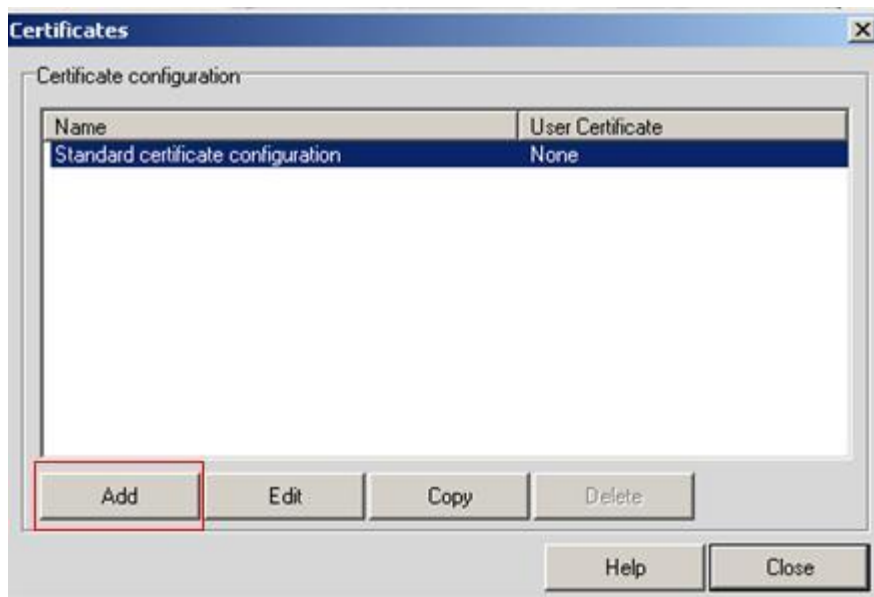 Certificates
Certificate configuration
Name User Certificate
Standard certificate configuration None
Add Edit Copy Delete
Help Close